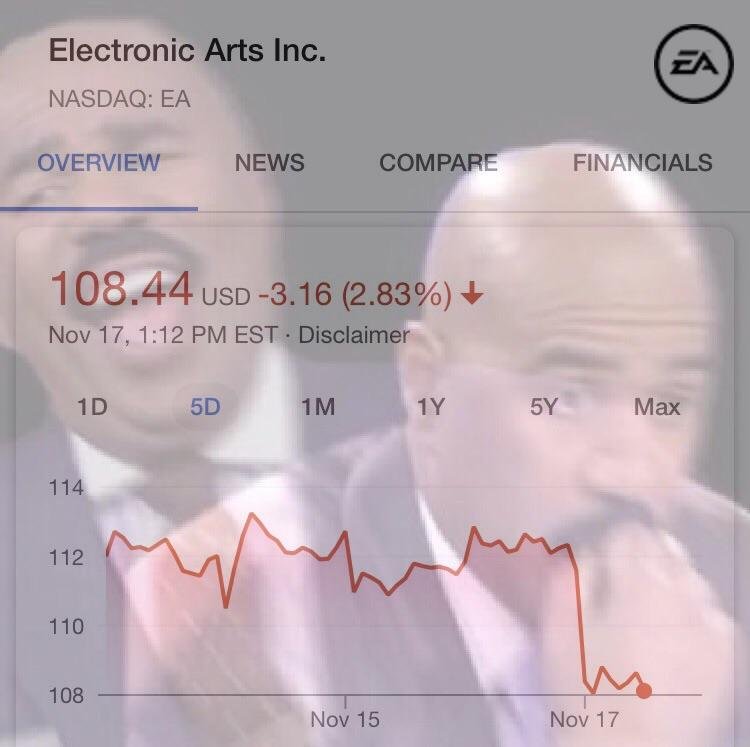 Electronic Arts Inc.
EA
NASDAQ: EA
OVERVIEW NEWS COMPARE FINANCIALS
108.44 USD -3.16 (2.83%) ↓
Nov 17, 1:12 PM EST · Disclaimer
1D 5D 1M 1Y 5Y Max
114
112
110
108
Nov 15 Nov 17